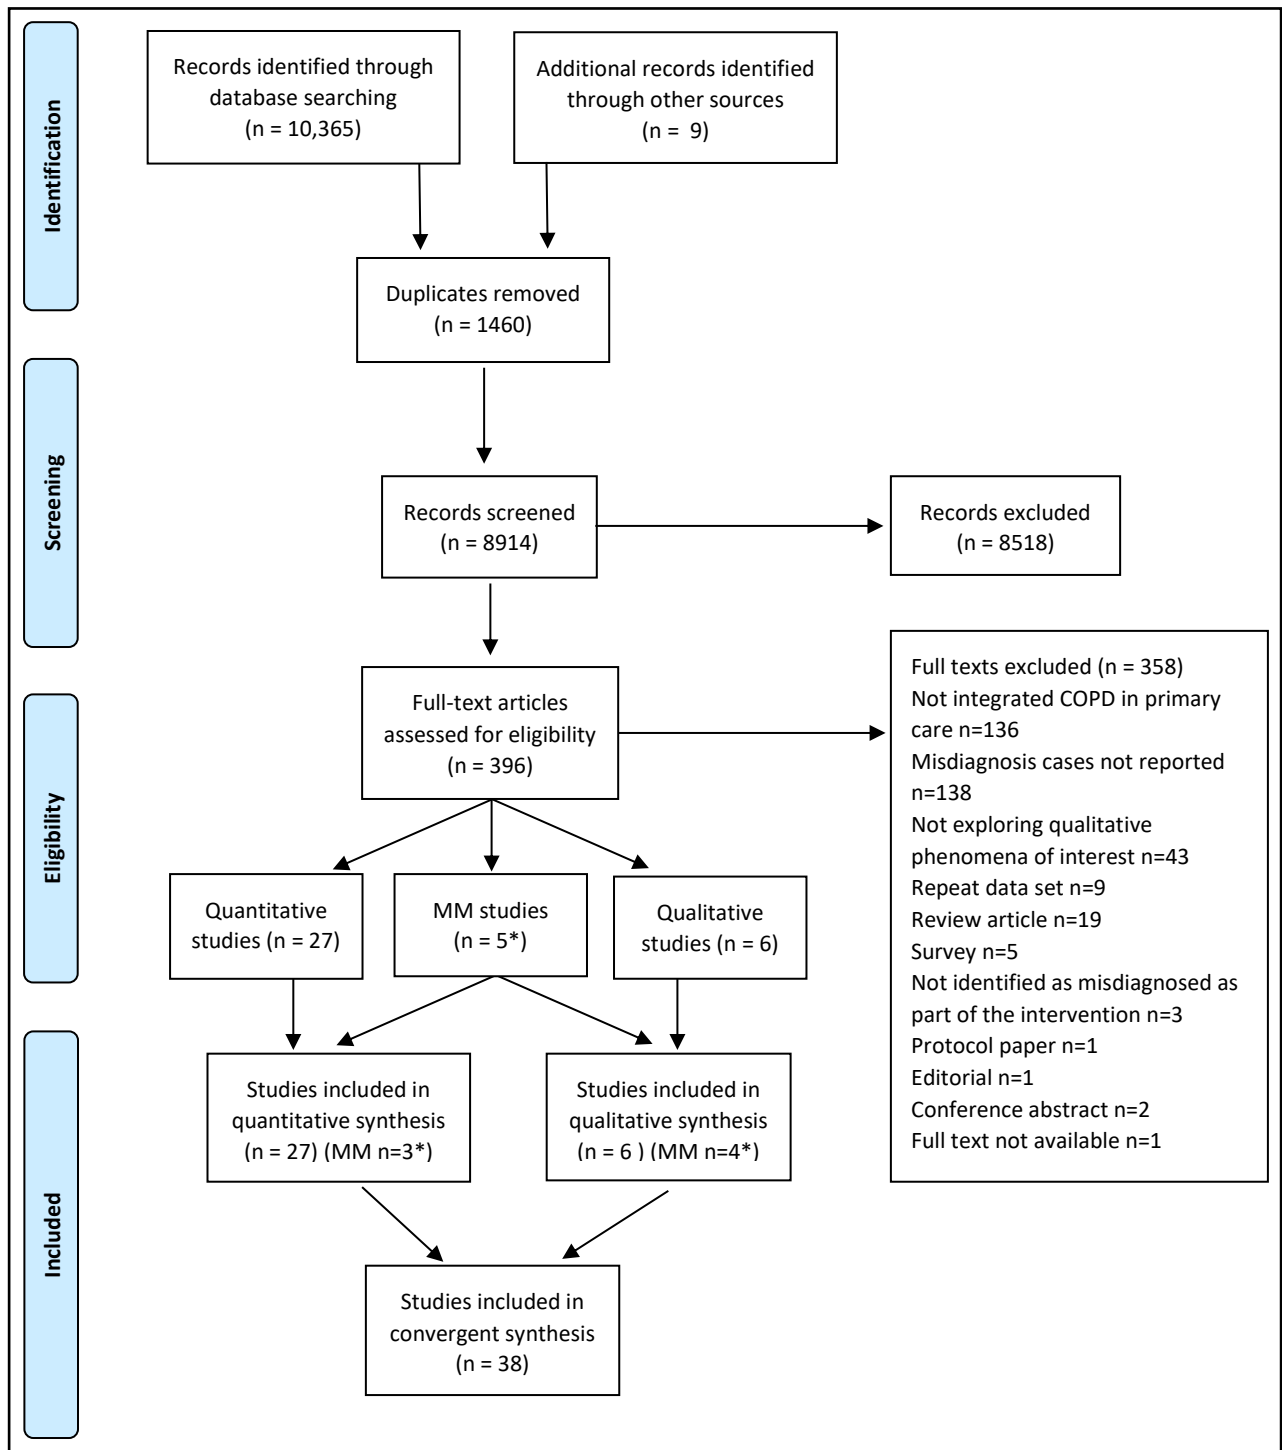 Identification
Records identified through
database searching
(n = 10,365)
Additional records identified
through other sources
(n = 9)
Duplicates removed
(n = 1460)
Screening
Records screened
(n = 8914)
Records excluded
(n = 8518)
Eligibility
Full-text articles
assessed for eligibility
(n = 396)
Full texts excluded (n = 358)
Not integrated COPD in primary
care n=136
Misdiagnosis cases not reported
n=138
Not exploring qualitative
phenomena of interest n=43
Repeat data set n=9
Review article n=19
Survey n=5
Not identified as misdiagnosed as
part of the intervention n=3
Protocol paper n=1
Editorial n=1
Conference abstract n=2
Full text not available n=1
Quantitative
studies (n = 27)
MM studies
(n = 5*)
Qualitative
studies (n = 6)
Included
Studies included in
quantitative synthesis
(n = 27) (MM n=3*)
Studies included in
qualitative synthesis
(n = 6 ) (MM n=4*)
Studies included in
convergent synthesis
(n = 38)